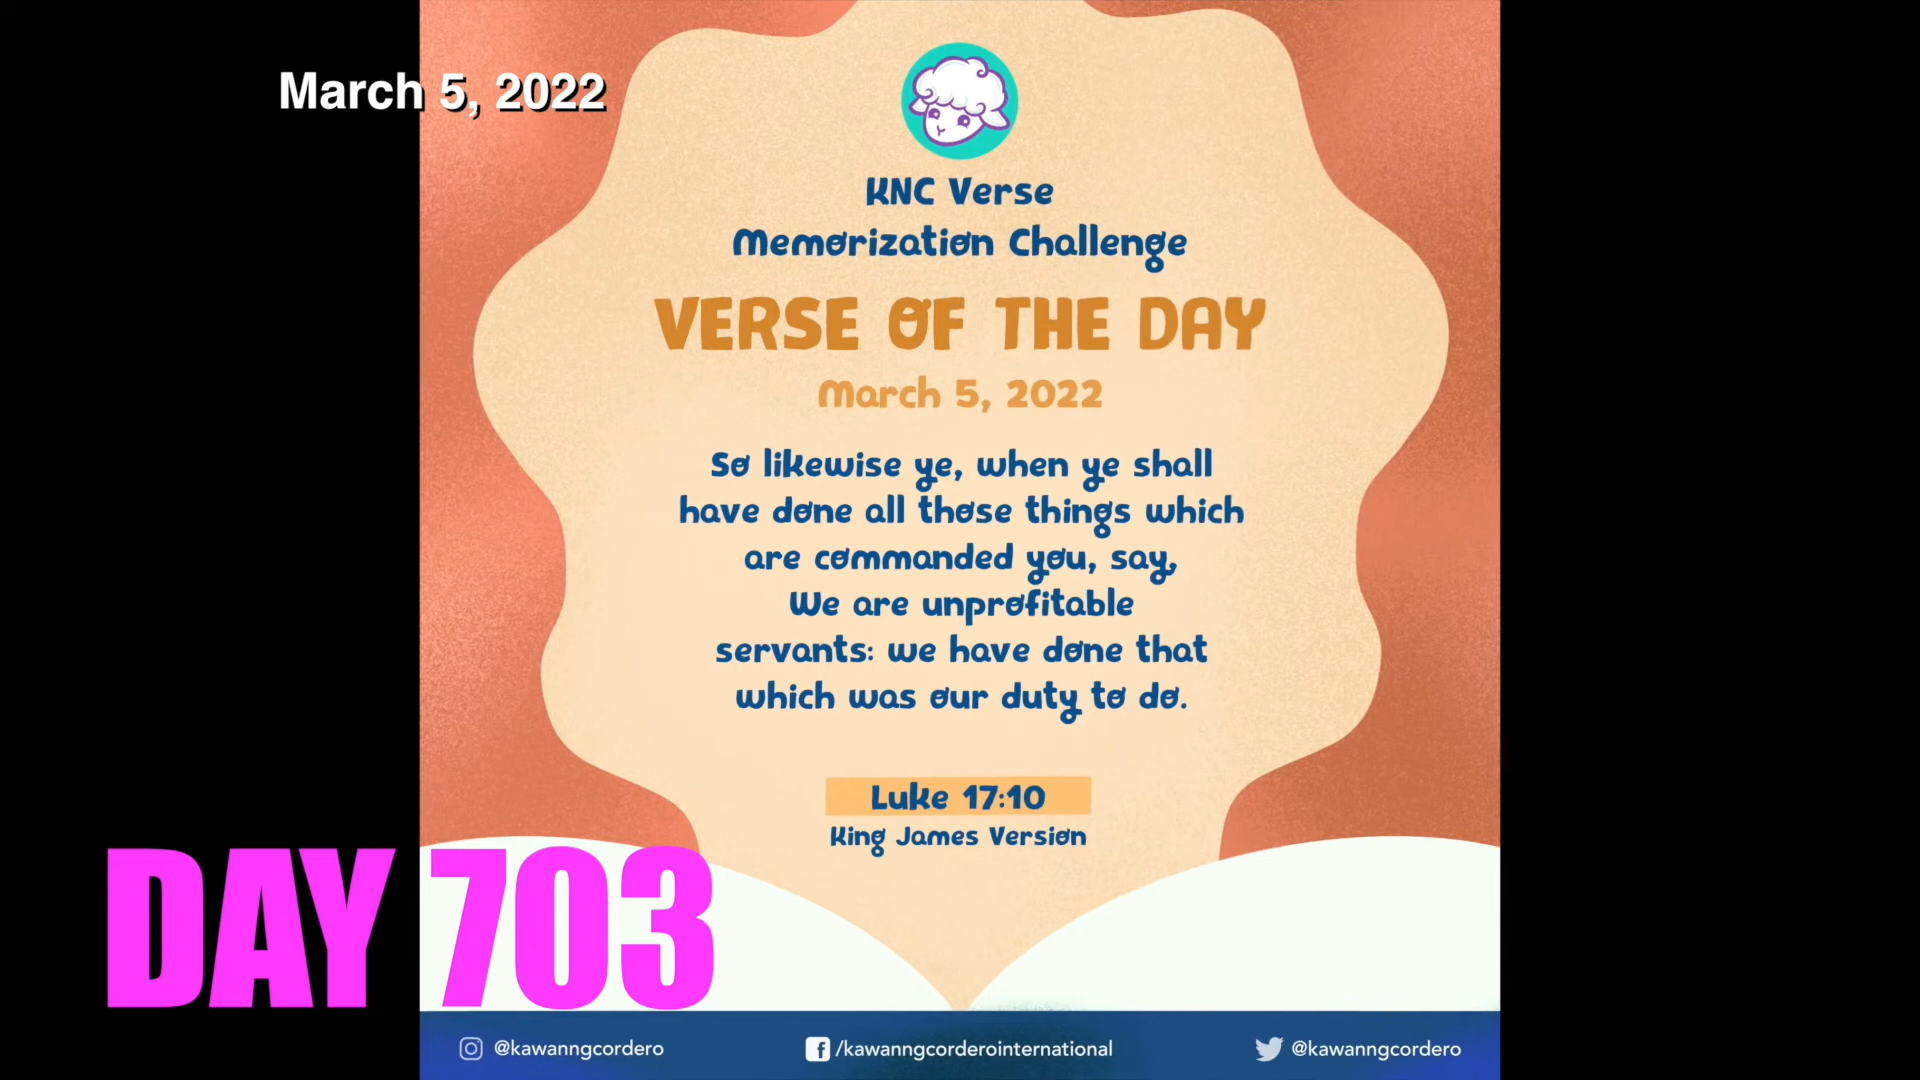 March 5, 2022
KNC Verse
Memorization Challenge
VERSE OF THE DAY
March 5, 2022
So likewise ye, when ye shall
have done all those things which
are commanded you, say,
We are unprofitable
servants: we have done that
which was our duty to do.
Luke 17:10
King James Version
DAY 703
@kawanngcordero
/kawanngcorderointernational
@kawanngcordero